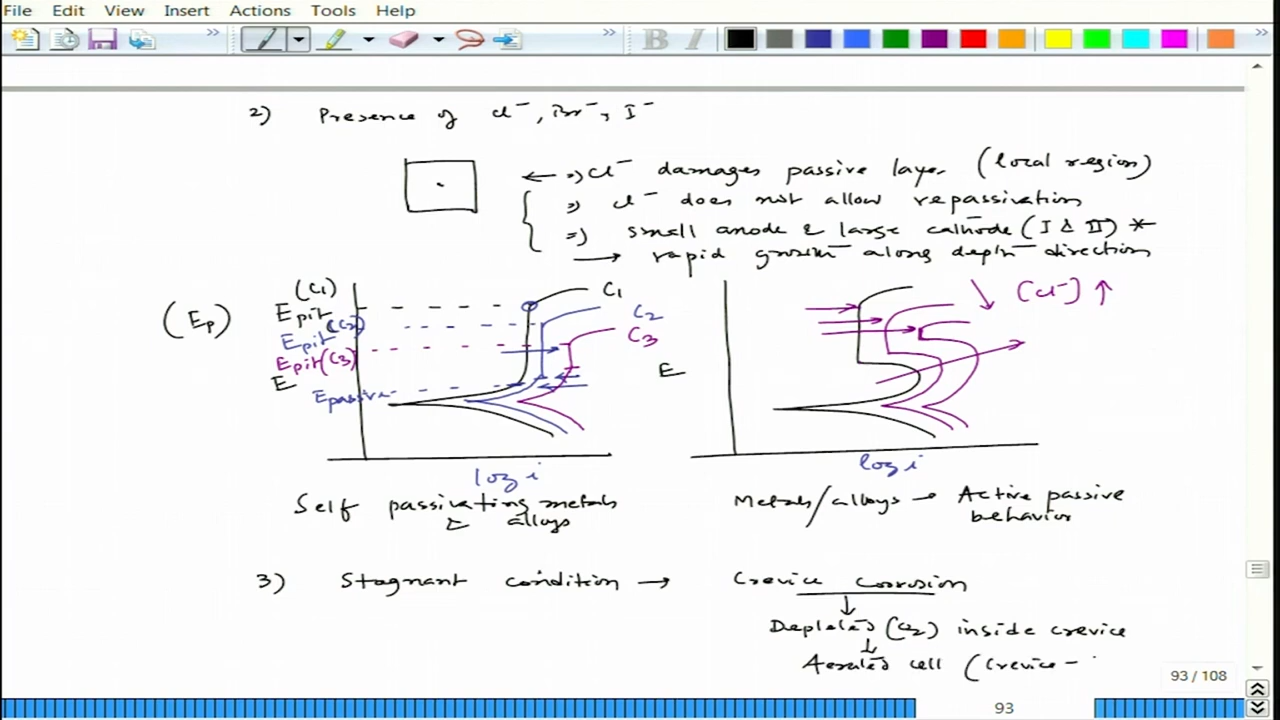 File Edit View Insert Actions Tools Help
B I
2) Presence of Cl⁻, Br⁻, I⁻
← ⇒ Cl⁻ damages passive layer (local region)
⇒ Cl⁻ does not allow repassivation
⇒ small anode & large cathode (I & II) *
→ rapid growth along depth direction
(Ep)
(C1)
Epit
Epit(C2)
Epit(C3)
E
Epassive
C1
C2
C3
log i
Self passivating metals
& alloys
E
[Cl⁻] ↑
log i
Metals/alloys → Active passive
behavior
3) Stagnant condition → Crevice corrosion
↓
Depleted (O2) inside crevice
↓
Aerated cell (Crevice -
93 / 108
93